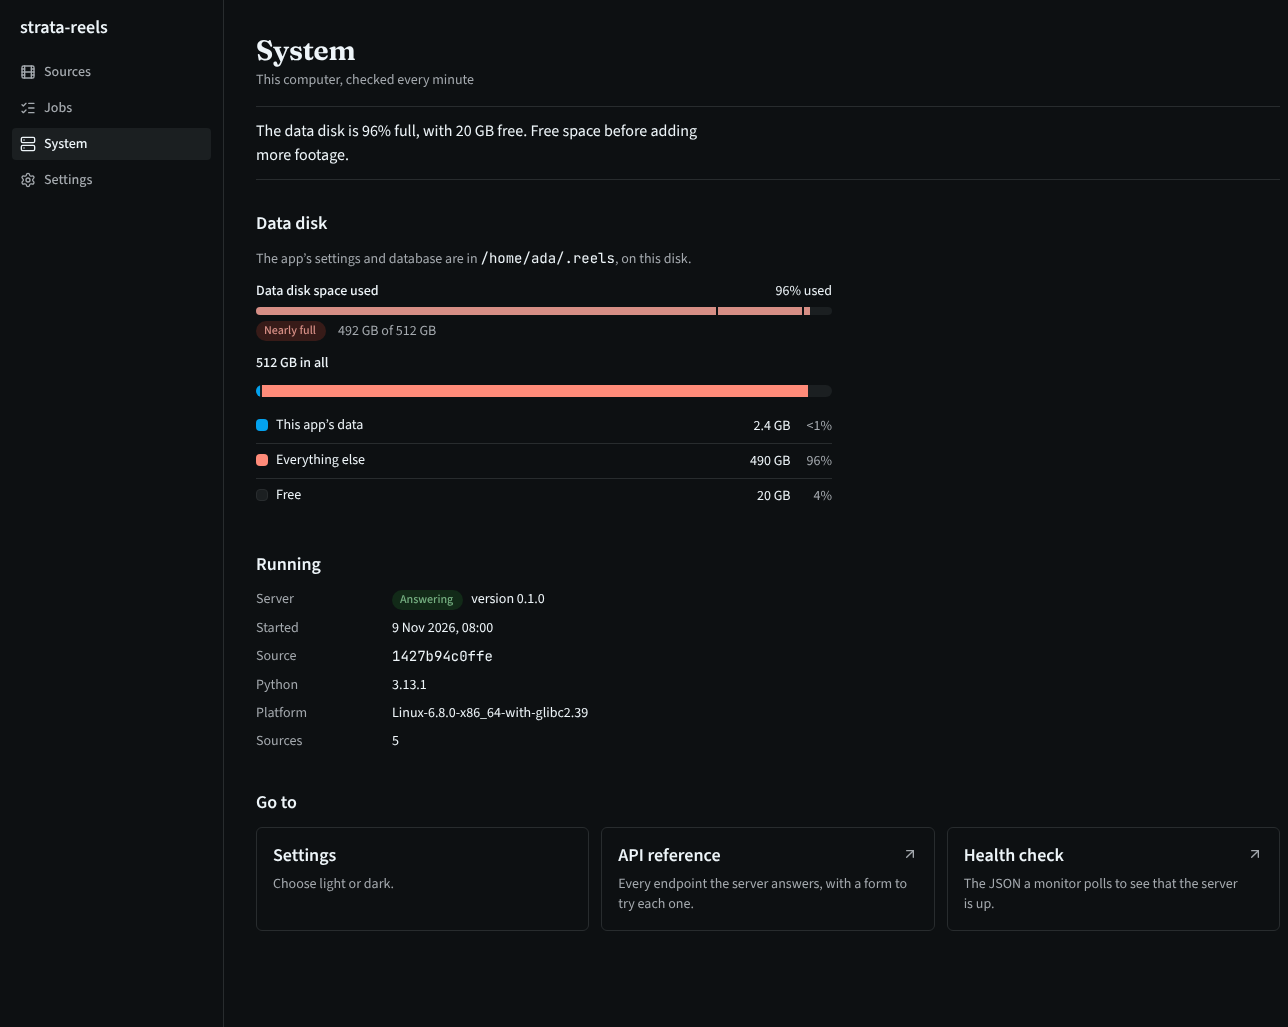 strata-reels
Sources
Jobs
System
Settings
System
This computer, checked every minute
The data disk is 96% full, with 20 GB free. Free space before adding
more footage.
Data disk
The app’s settings and database are in /home/ada/.reels, on this disk.
Data disk space used 96% used
Nearly full 492 GB of 512 GB
512 GB in all
This app’s data 2.4 GB <1%
Everything else 490 GB 96%
Free 20 GB 4%
Running
Server Answering version 0.1.0
Started 9 Nov 2026, 08:00
Source 1427b94c0ffe
Python 3.13.1
Platform Linux-6.8.0-x86_64-with-glibc2.39
Sources 5
Go to
Settings
Choose light or dark.
API reference
Every endpoint the server answers, with a form to
try each one.
Health check
The JSON a monitor polls to see that the server
is up.